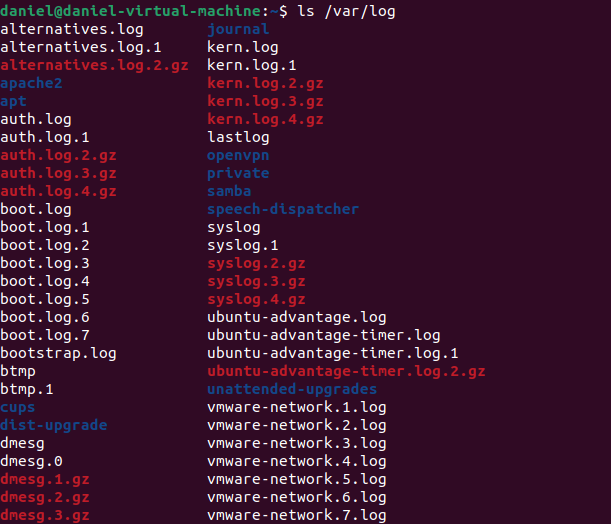 daniel@daniel-virtual-machine:~$ ls /var/log
alternatives.log journal
alternatives.log.1 kern.log
alternatives.log.2.gz kern.log.1
apache2 kern.log.2.gz
apt kern.log.3.gz
auth.log kern.log.4.gz
auth.log.1 lastlog
auth.log.2.gz openvpn
auth.log.3.gz private
auth.log.4.gz samba
boot.log speech-dispatcher
boot.log.1 syslog
boot.log.2 syslog.1
boot.log.3 syslog.2.gz
boot.log.4 syslog.3.gz
boot.log.5 syslog.4.gz
boot.log.6 ubuntu-advantage.log
boot.log.7 ubuntu-advantage-timer.log
bootstrap.log ubuntu-advantage-timer.log.1
btmp ubuntu-advantage-timer.log.2.gz
btmp.1 unattended-upgrades
cups vmware-network.1.log
dist-upgrade vmware-network.2.log
dmesg vmware-network.3.log
dmesg.0 vmware-network.4.log
dmesg.1.gz vmware-network.5.log
dmesg.2.gz vmware-network.6.log
dmesg.3.gz vmware-network.7.log